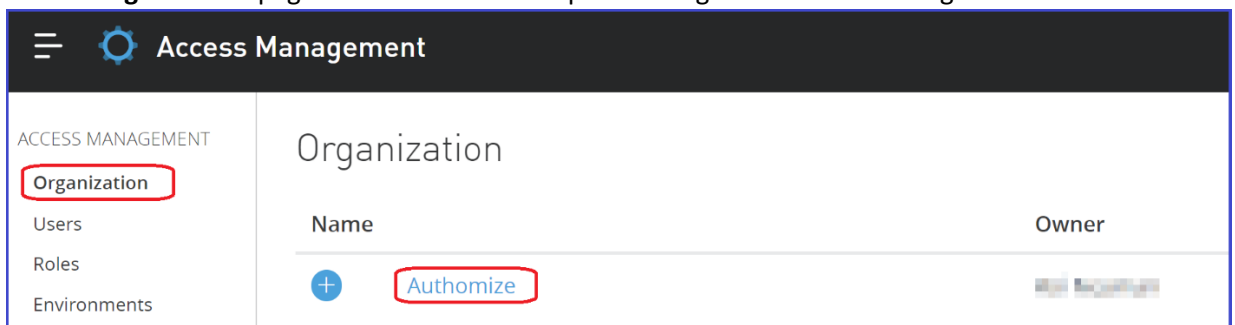 Access Management
ACCESS MANAGEMENT
Organization
Users
Roles
Environments
Organization
Name Owner
Authomize